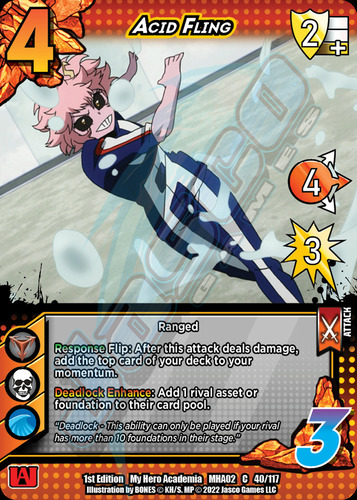 4
ACID FLING
2
+
4
3
ATTACK
Ranged
Response Flip: After this attack deals damage,
add the top card of your deck to your
momentum.
Deadlock Enhance: Add 1 rival asset or
foundation to their card pool.
"Deadlock - This ability can only be played if your rival
has more than 10 foundations in their stage."
3
1st Edition My Hero Academia MHA02 C 40/117
Illustration by BONES © KH/S. MP © 2022 Jasco Games LLC